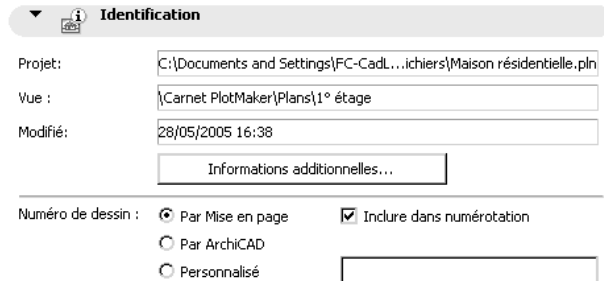 Identification
Projet: C:\Documents and Settings\FC-CadL...ichiers\Maison résidentielle.pln
Vue : \Carnet PlotMaker\Plans\1° étage
Modifié: 28/05/2005 16:38
Informations additionnelles...
Numéro de dessin : Par Mise en page Inclure dans numérotation
Par ArchiCAD
Personnalisé